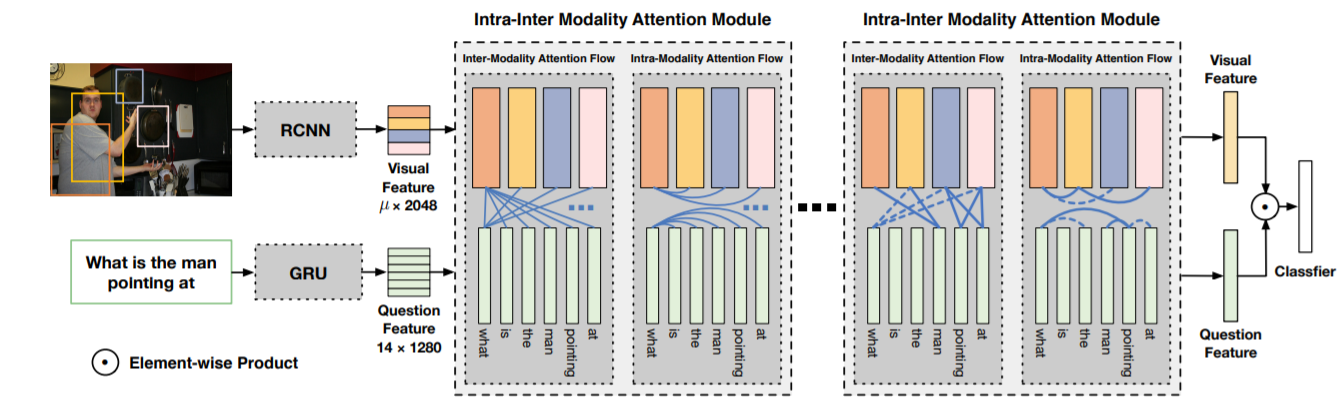 Intra-Inter Modality Attention Module
Inter-Modality Attention Flow
Intra-Modality Attention Flow
Intra-Inter Modality Attention Module
Inter-Modality Attention Flow
Intra-Modality Attention Flow
RCNN
Visual
Feature
μ × 2048
What is the man
pointing at
GRU
Question
Feature
14 × 1280
what
is
the
man
pointing
at
what
is
the
man
pointing
at
what
is
the
man
pointing
at
what
is
the
man
pointing
at
Visual
Feature
Classfier
Question
Feature
Element-wise Product